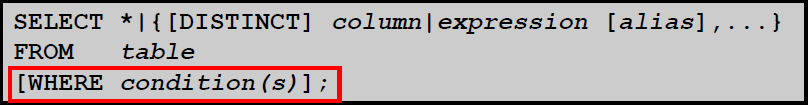 SELECT *|{[DISTINCT] column|expression [alias],...}
FROM table
[WHERE condition(s)];